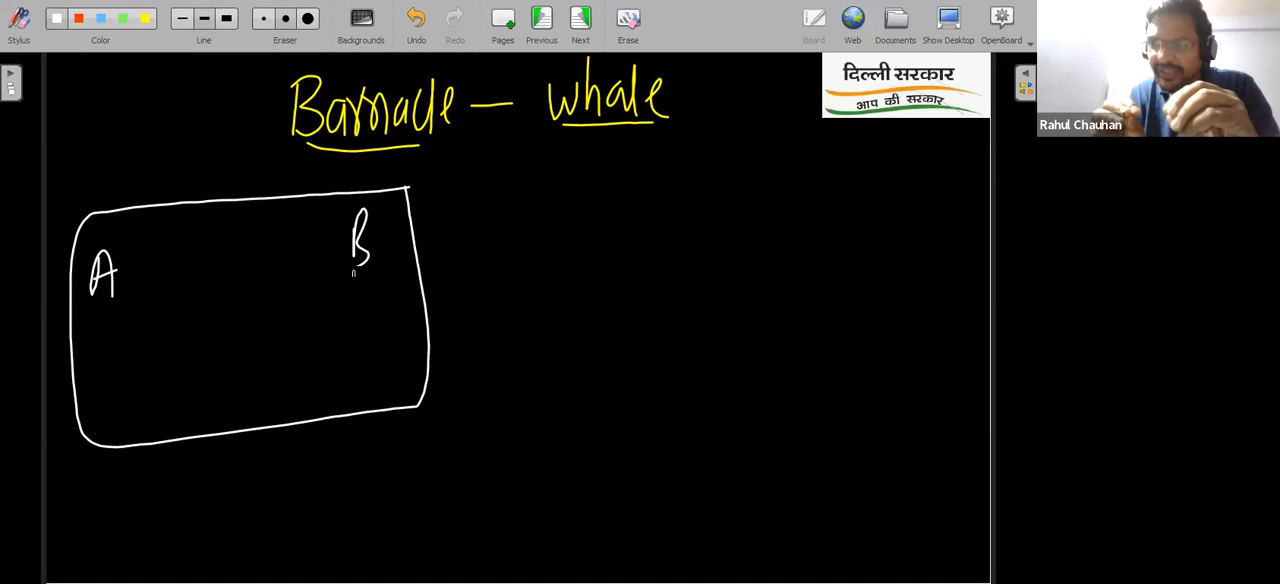 Stylus Color Line Eraser Backgrounds Undo Redo Pages Previous Next Erase Board Web Documents Show Desktop OpenBoard
Barnacle — whale
दिल्ली सरकार
आप की सरकार
Rahul Chauhan
A B